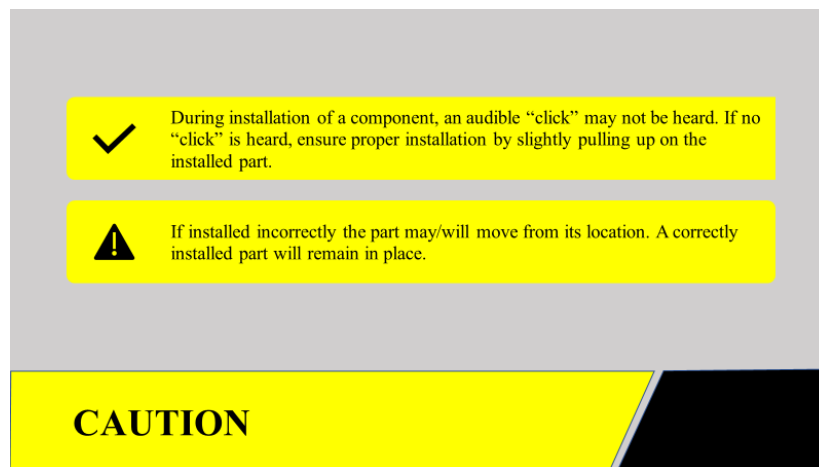 During installation of a component, an audible “click” may not be heard. If no
“click” is heard, ensure proper installation by slightly pulling up on the
installed part.
If installed incorrectly the part may/will move from its location. A correctly
installed part will remain in place.
CAUTION